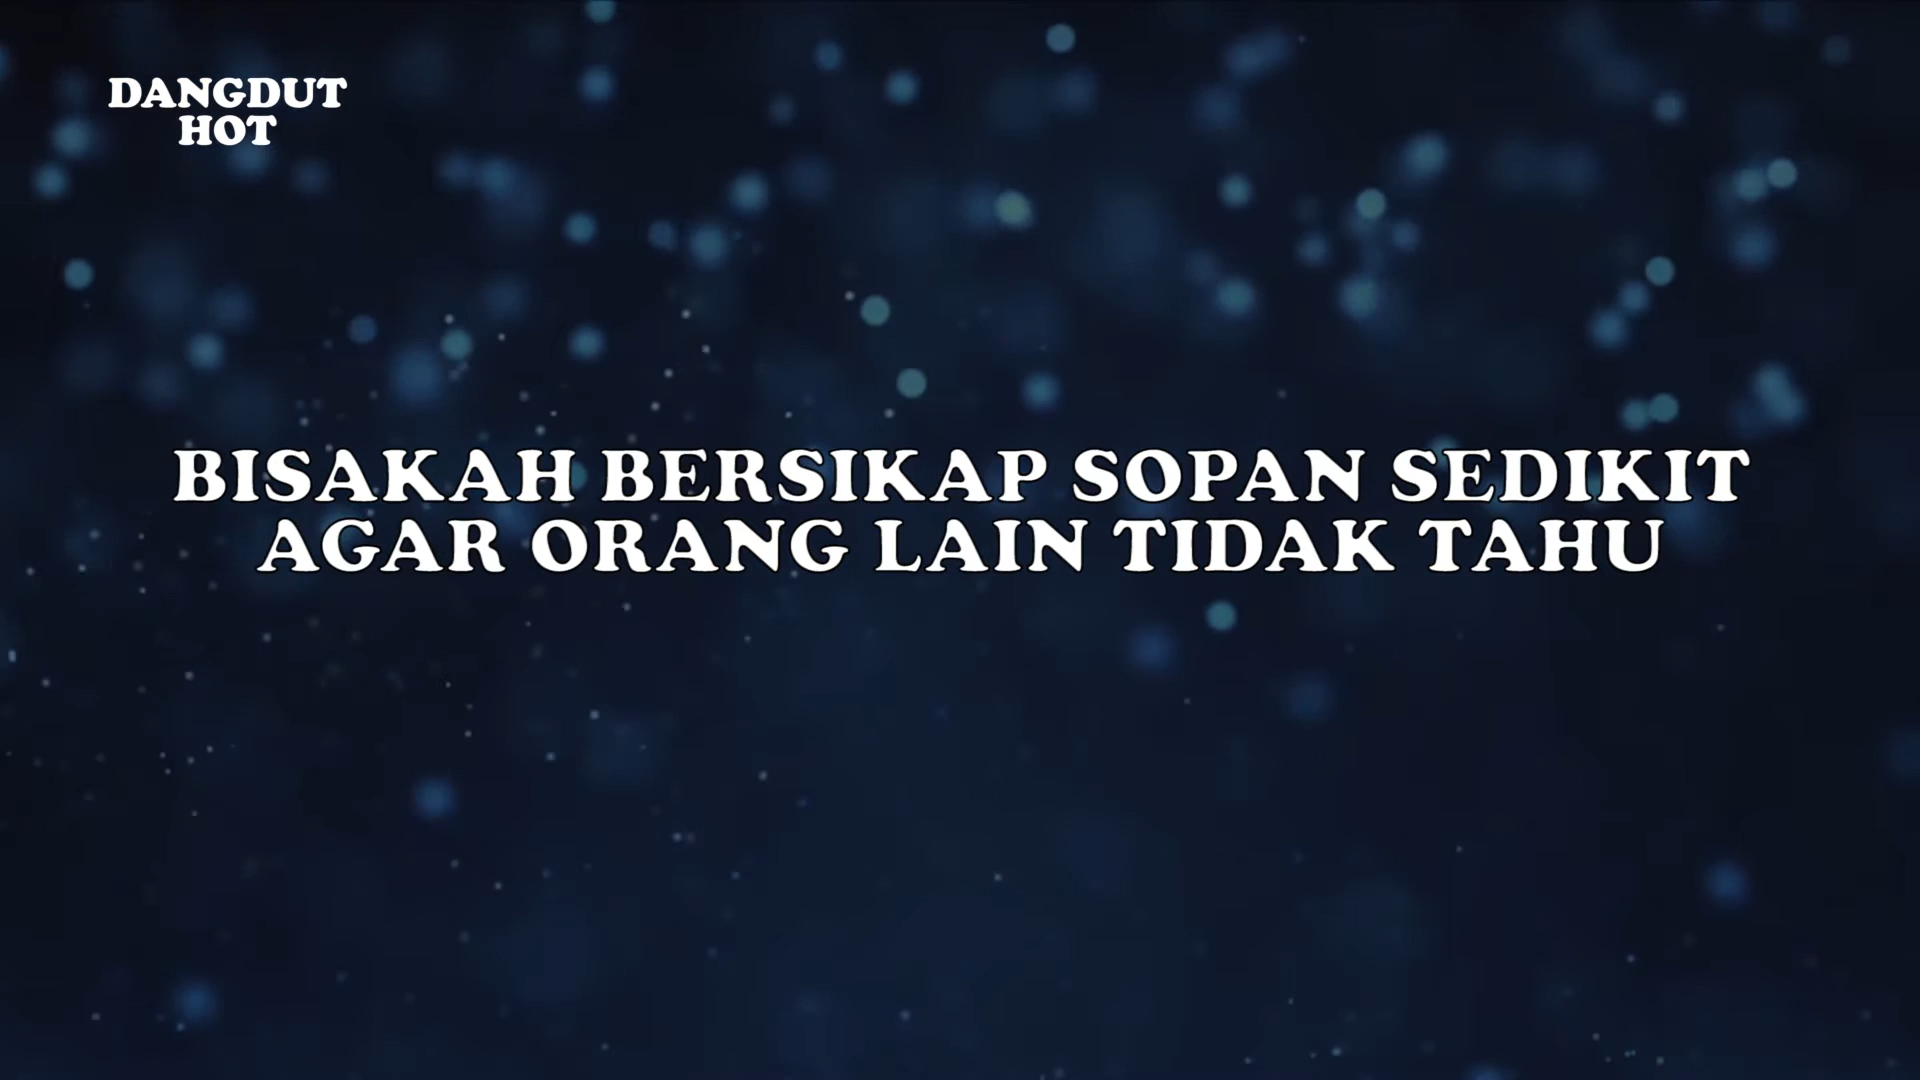 DANGDUT
HOT
BISAKAH BERSIKAP SOPAN SEDIKIT
AGAR ORANG LAIN TIDAK TAHU